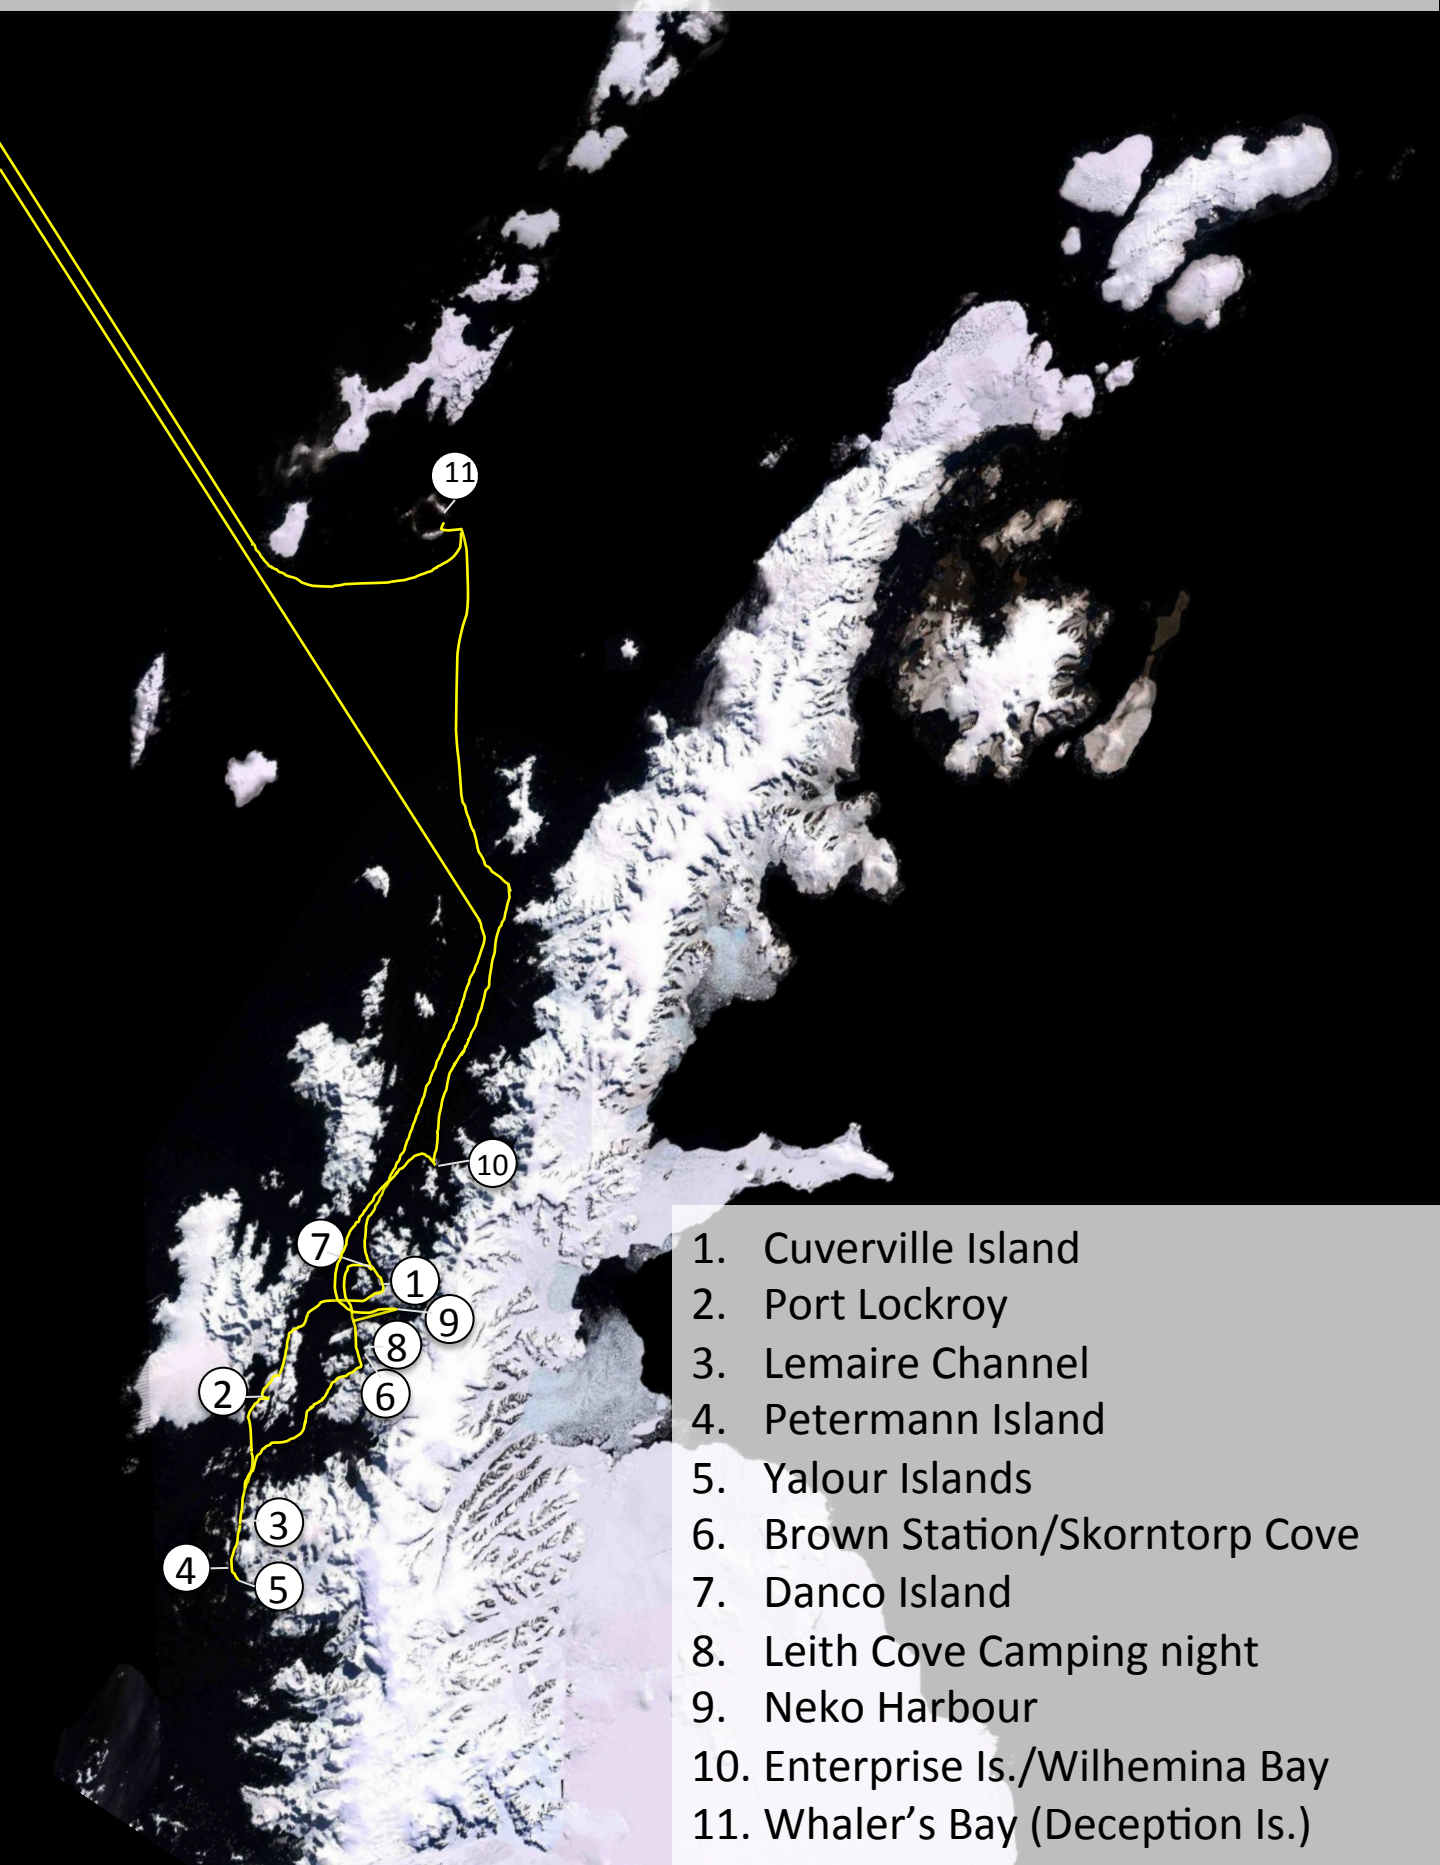 11
10
7
1
9
8
2
6
3
4
5
1. Cuverville Island
2. Port Lockroy
3. Lemaire Channel
4. Petermann Island
5. Yalour Islands
6. Brown Station/Skorntorp Cove
7. Danco Island
8. Leith Cove Camping night
9. Neko Harbour
10. Enterprise Is./Wilhemina Bay
11. Whaler’s Bay (Deception Is.)